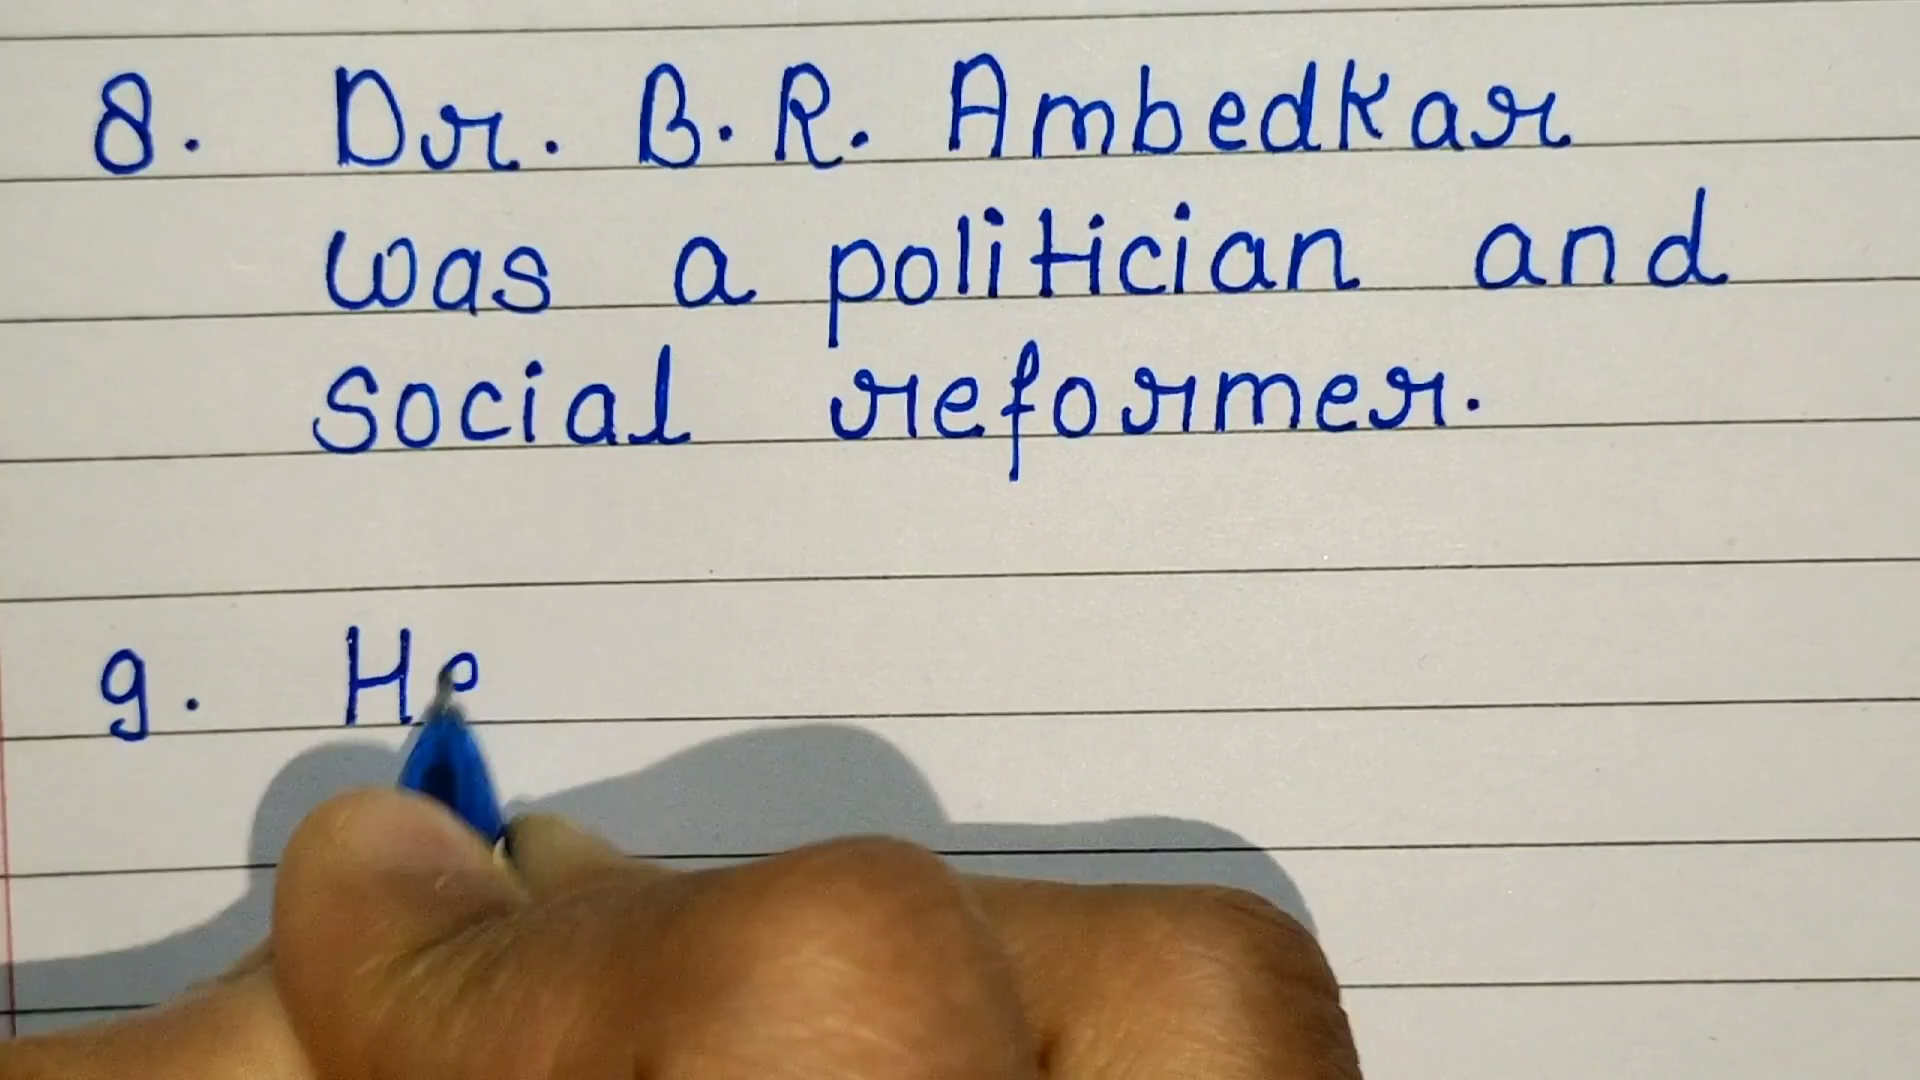 8. Dr. B. R. Ambedkar
was a politician and
social reformer.
9. He